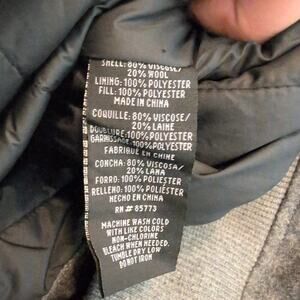 SHELL: 80% VISCOSE/
20% WOOL
LINING: 100% POLYESTER
FILL: 100% POLYESTER
MADE IN CHINA
COQUILLE: 80% VISCOSE/
20% LAINE
DOUBLURE: 100% POLYESTER
GARNISSAGE: 100% POLYESTER
FABRIQUÉ EN CHINE
CONCHA: 80% VISCOSA/
20% LANA
FORRO: 100% POLIÉSTER
RELLENO: 100% POLIÉSTER
HECHO EN CHINA
RN# 85773
MACHINE WASH COLD
WITH LIKE COLORS
NON-CHLORINE
BLEACH WHEN NEEDED.
TUMBLE DRY LOW
DO NOT IRON